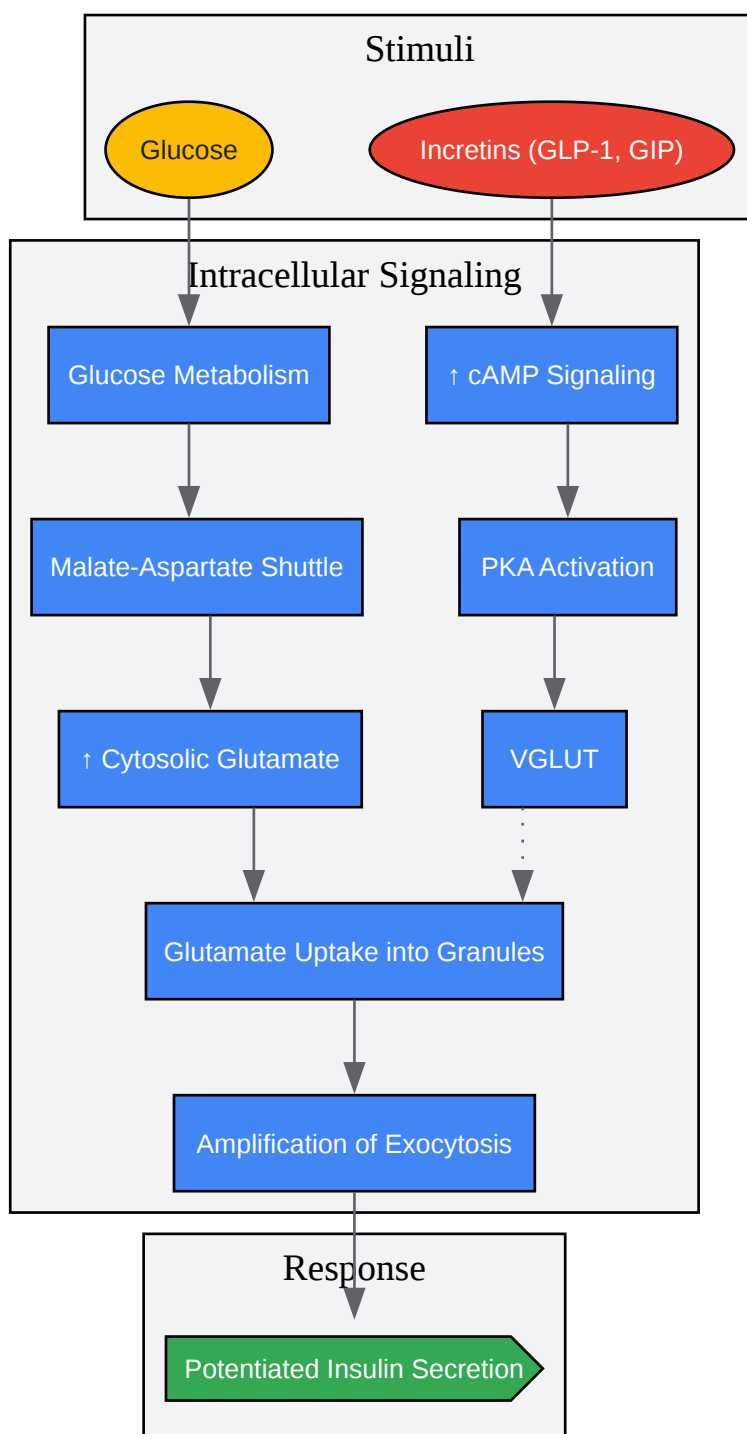 Stimuli
Glucose
Incretins (GLP-1, GIP)
Intracellular Signaling
Glucose Metabolism
↑ cAMP Signaling
Malate-Aspartate Shuttle
PKA Activation
↑ Cytosolic Glutamate
VGLUT
Glutamate Uptake into Granules
Amplification of Exocytosis
Response
Potentiated Insulin Secretion